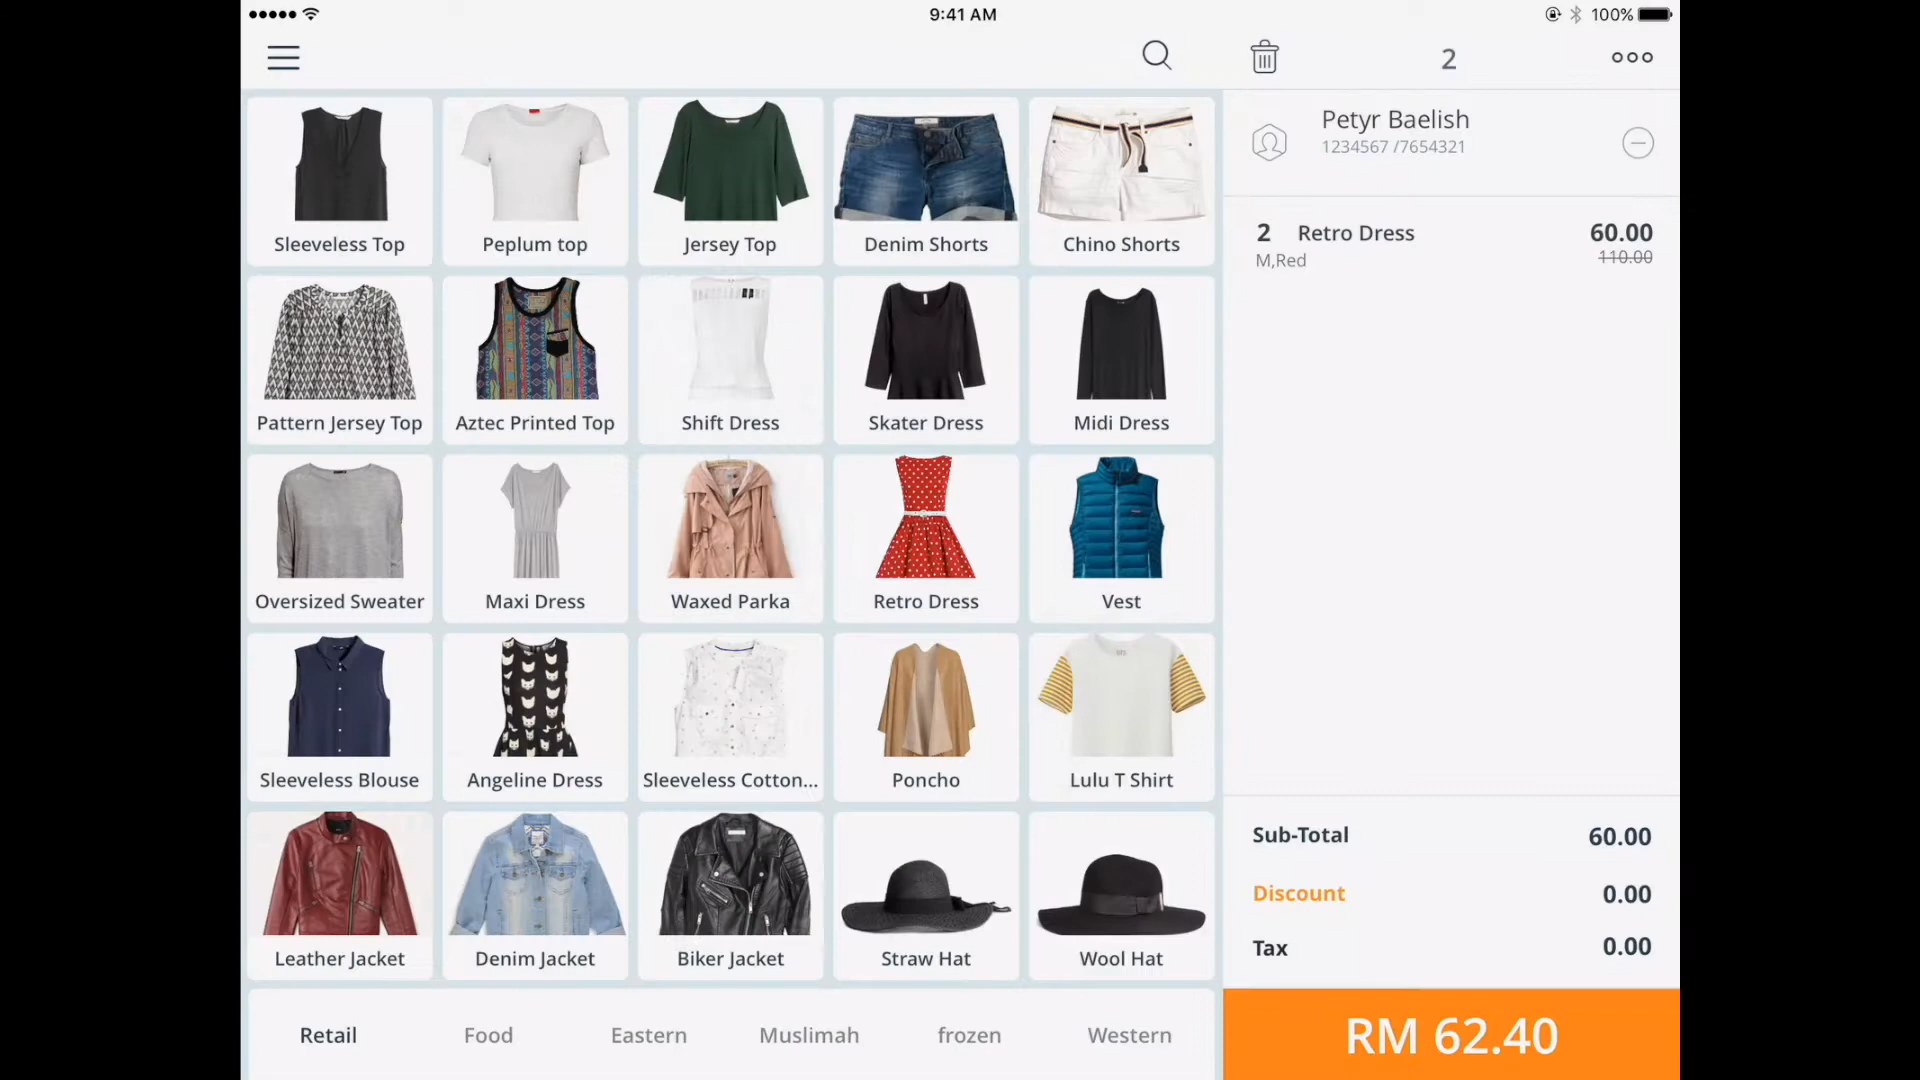 9:41 AM
100%
2
Petyr Baelish
1234567 /7654321
2 Retro Dress 60.00
M,Red 110.00
Sleeveless Top
Peplum top
Jersey Top
Denim Shorts
Chino Shorts
Pattern Jersey Top
Aztec Printed Top
Shift Dress
Skater Dress
Midi Dress
Oversized Sweater
Maxi Dress
Waxed Parka
Retro Dress
Vest
Sleeveless Blouse
Angeline Dress
Sleeveless Cotton...
Poncho
Lulu T Shirt
Leather Jacket
Denim Jacket
Biker Jacket
Straw Hat
Wool Hat
Retail
Food
Eastern
Muslimah
frozen
Western
Sub-Total 60.00
Discount 0.00
Tax 0.00
RM 62.40